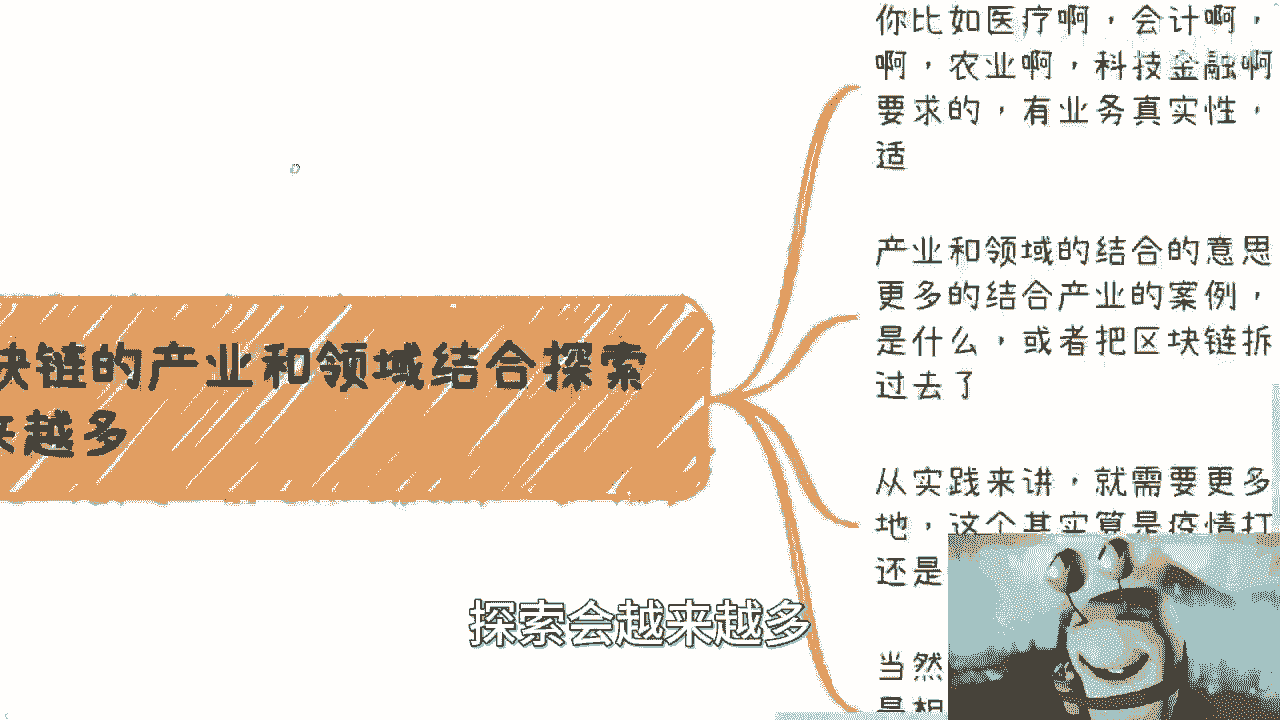 你比如医疗啊，会计啊，
啊，农业啊，科技金融啊
要求的，有业务真实性，
适
产业和领域的结合的意思
更多的结合产业的案例，
是什么，或者把区块链拆
过去了
块链的产业和领域结合探索
来越多
从实践来讲，就需要更多
地，这个其实算是疫情打
还是
探索会越来越多
当然
是相